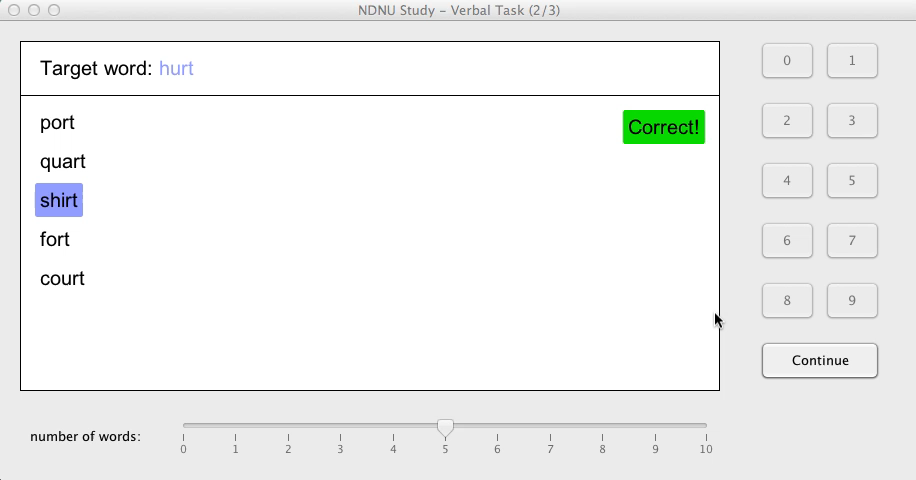 NDNU Study – Verbal Task (2/3)
Target word: hurt
port
quart
shirt
fort
court
Correct!
0 1
2 3
4 5
6 7
8 9
Continue
number of words:
0 1 2 3 4 5 6 7 8 9 10